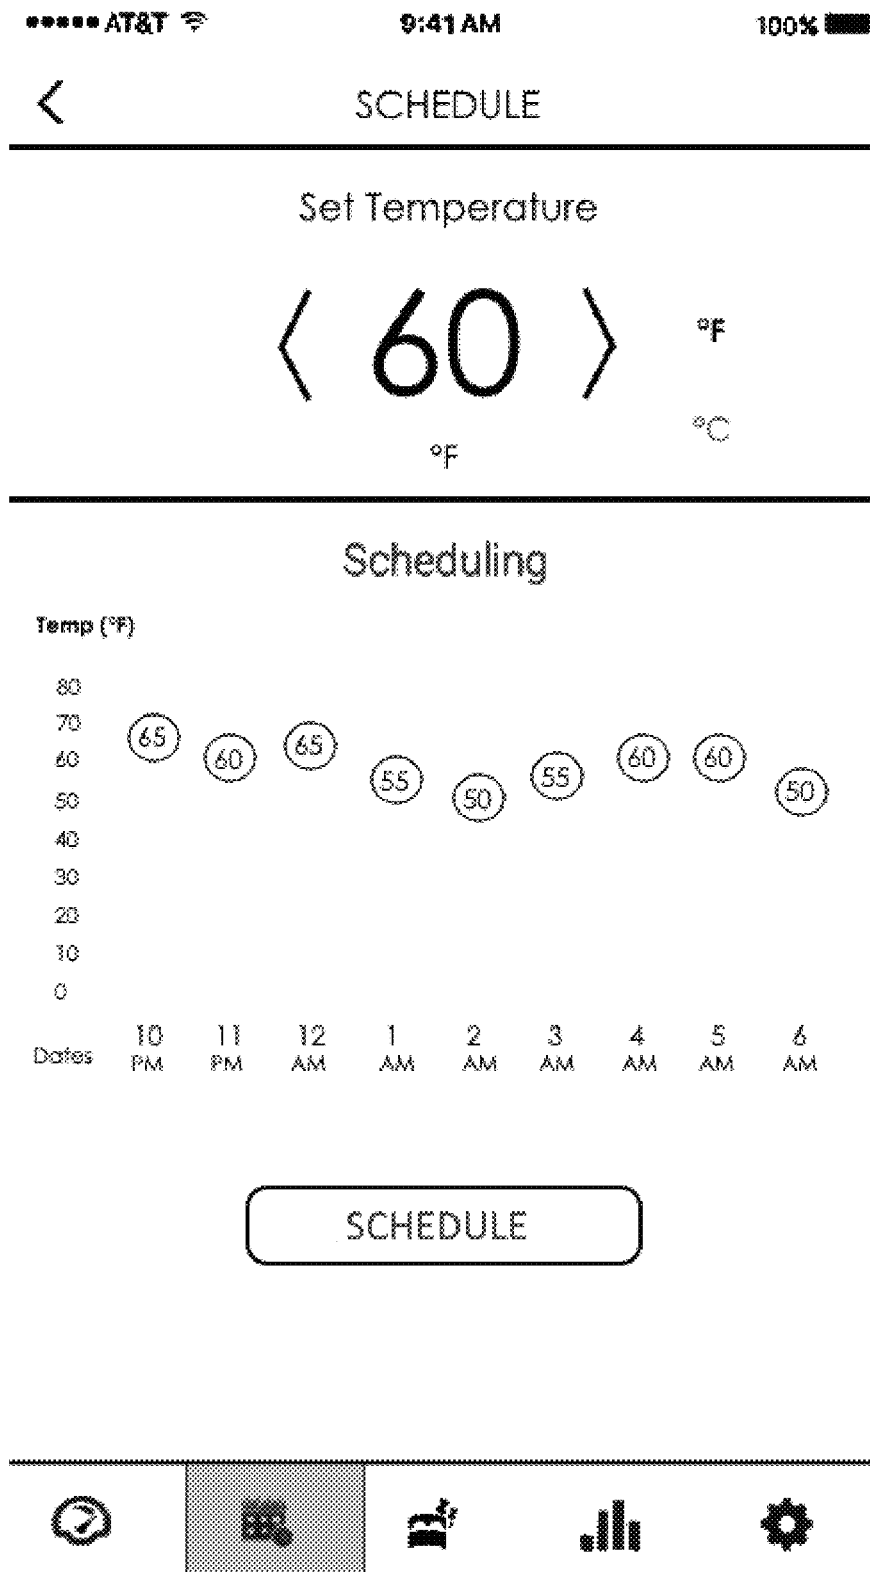 AT&T 9:41 AM 100%
SCHEDULE
Set Temperature
60
°F
°C
°F
Scheduling
Temp (°F)
80
70
60
50
40
30
20
10
0
65 60 65 55 50 55 60 60 50
Dates
10 PM 11 PM 12 AM 1 AM 2 AM 3 AM 4 AM 5 AM 6 AM
SCHEDULE